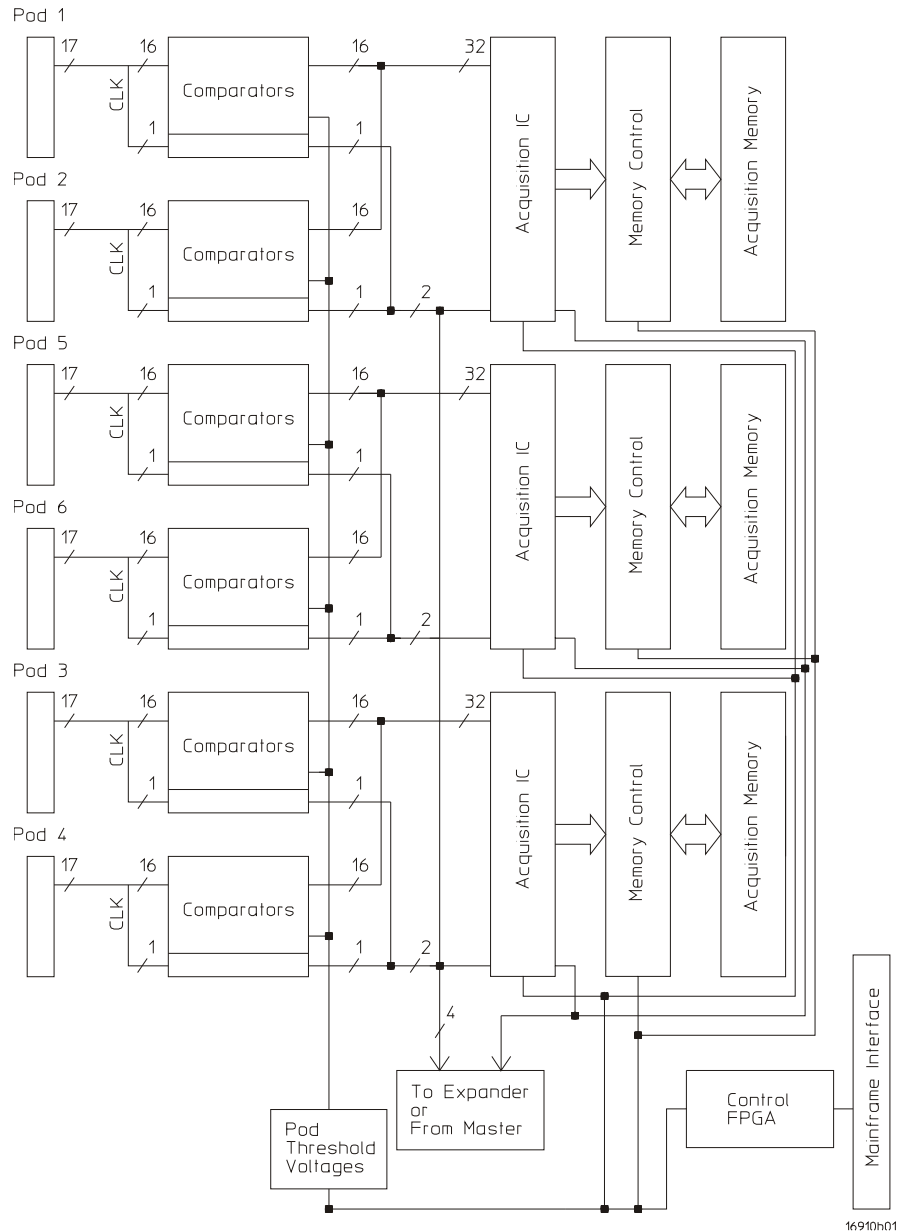 Pod 1
17
16
CLK
1
Comparators
16
1
32
Acquisition IC
Memory Control
Acquisition Memory
Pod 2
17
16
CLK
1
Comparators
16
1
2
Pod 5
17
16
CLK
1
Comparators
16
1
32
Acquisition IC
Memory Control
Acquisition Memory
Pod 6
17
16
CLK
1
Comparators
16
1
2
Pod 3
17
16
CLK
1
Comparators
16
1
32
Acquisition IC
Memory Control
Acquisition Memory
Pod 4
17
16
CLK
1
Comparators
16
1
2
4
To Expander
or
From Master
Pod
Threshold
Voltages
Control
FPGA
Mainframe Interface
16910b01